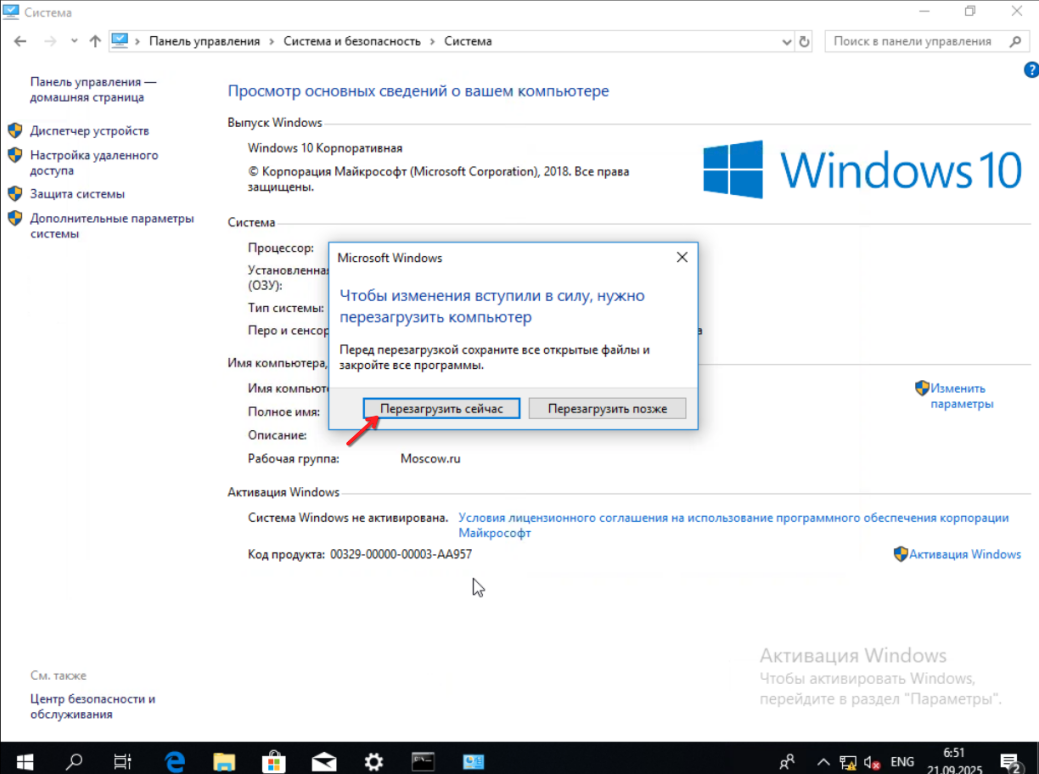 Система
Панель управления › Система и безопасность › Система
Поиск в панели управления
?
Панель управления —
домашняя страница
Диспетчер устройств
Настройка удаленного
доступа
Защита системы
Дополнительные параметры
системы
Просмотр основных сведений о вашем компьютере
Выпуск Windows
Windows 10 Корпоративная
© Корпорация Майкрософт (Microsoft Corporation), 2018. Все права
защищены.
Windows 10
Система
Процессор:
Установленная
(ОЗУ):
Тип системы:
Перо и сенсор
Имя компьютера,
Имя компьют
Полное имя:
Описание:
Рабочая группа: Moscow.ru
Изменить
параметры
Microsoft Windows
Чтобы изменения вступили в силу, нужно
перезагрузить компьютер
Перед перезагрузкой сохраните все открытые файлы и
закройте все программы.
Перезагрузить сейчас
Перезагрузить позже
Активация Windows
Система Windows не активирована. Условия лицензионного соглашения на использование программного обеспечения корпорации
Майкрософт
Код продукта: 00329-00000-00003-AA957
Активация Windows
Активация Windows
Чтобы активировать Windows,
перейдите в раздел "Параметры".
См. также
Центр безопасности и
обслуживания
ENG
6:51
21.09.2025
2